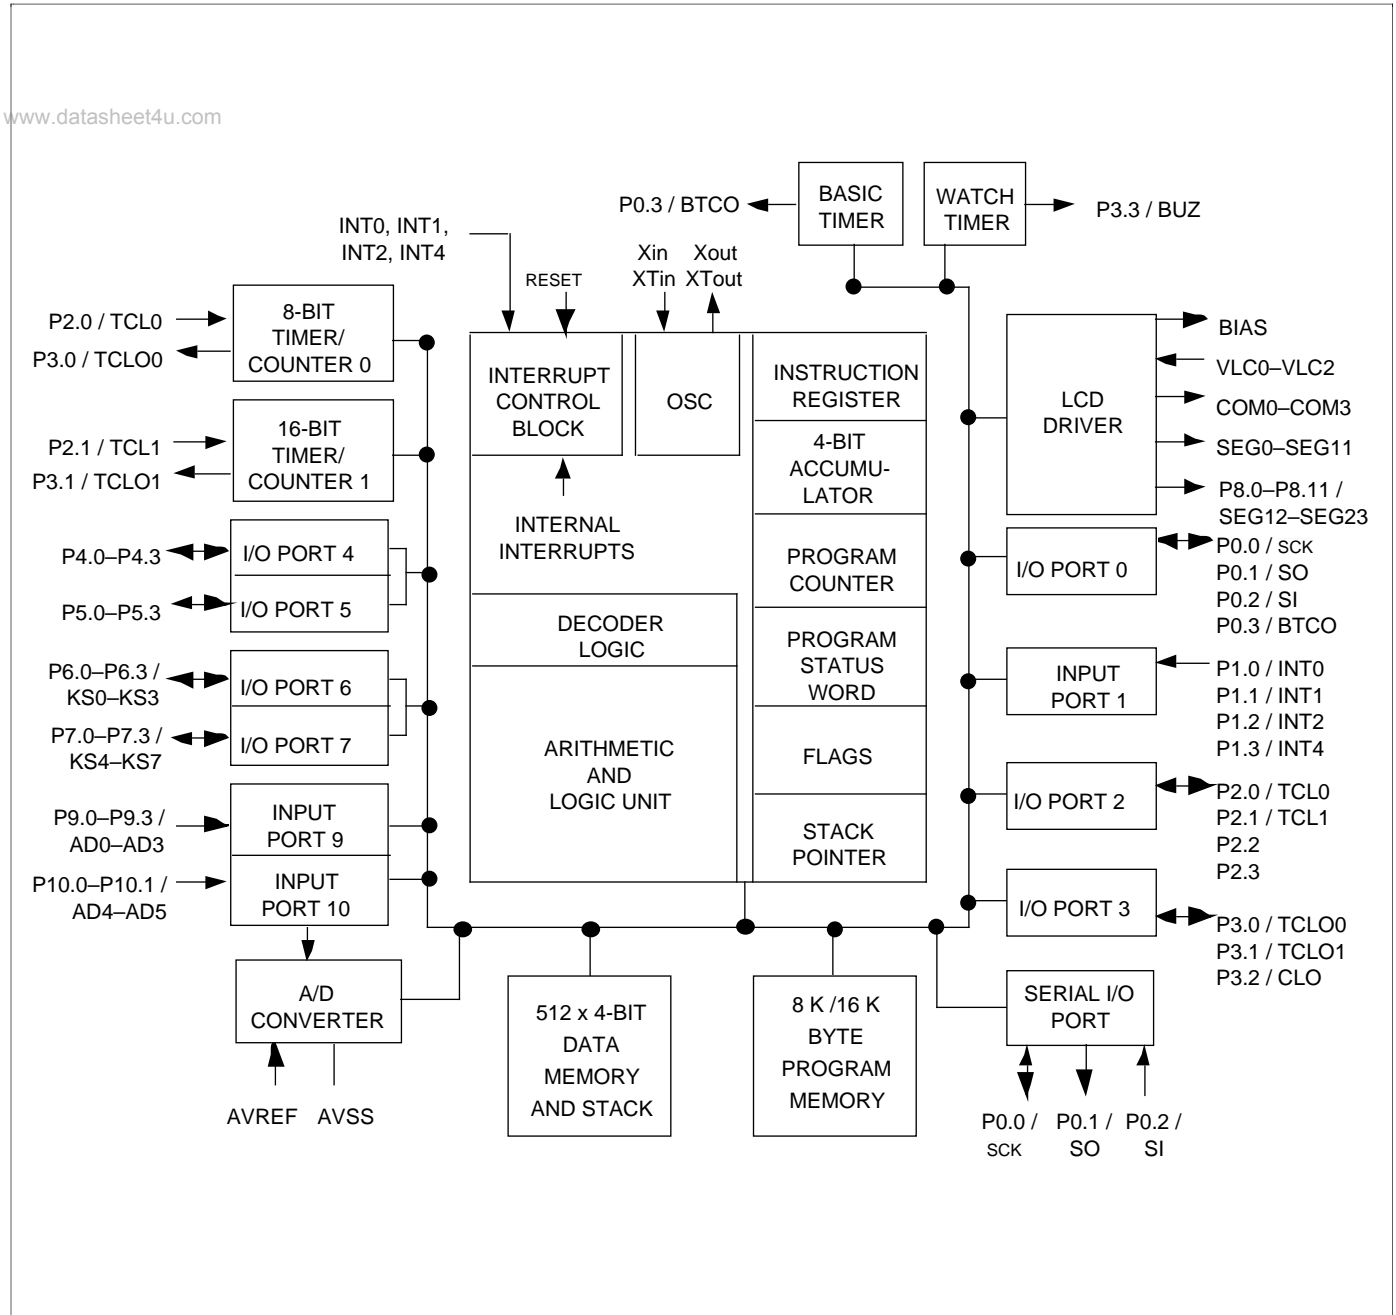 www.datasheet4u.com
BASIC
TIMER
WATCH
TIMER
P0.3 / BTCO
P3.3 / BUZ
INT0, INT1,
INT2, INT4
RESET
Xin
XTin
Xout
XTout
P2.0 / TCL0
P3.0 / TCLO0
8-BIT
TIMER/
COUNTER 0
P2.1 / TCL1
P3.1 / TCLO1
16-BIT
TIMER/
COUNTER 1
P4.0–P4.3
I/O PORT 4
P5.0–P5.3
I/O PORT 5
P6.0–P6.3 /
KS0–KS3
I/O PORT 6
P7.0–P7.3 /
KS4–KS7
I/O PORT 7
P9.0–P9.3 /
AD0–AD3
INPUT
PORT 9
P10.0–P10.1 /
AD4–AD5
INPUT
PORT 10
A/D
CONVERTER
AVREF
AVSS
INTERRUPT
CONTROL
BLOCK
OSC
INTERNAL
INTERRUPTS
DECODER
LOGIC
ARITHMETIC
AND
LOGIC UNIT
INSTRUCTION
REGISTER
4-BIT
ACCUMU-
LATOR
PROGRAM
COUNTER
PROGRAM
STATUS
WORD
FLAGS
STACK
POINTER
512 x 4-BIT
DATA
MEMORY
AND STACK
8 K /16 K
BYTE
PROGRAM
MEMORY
LCD
DRIVER
BIAS
VLC0–VLC2
COM0–COM3
SEG0–SEG11
P8.0–P8.11 /
SEG12–SEG23
I/O PORT 0
P0.0 / SCK
P0.1 / SO
P0.2 / SI
P0.3 / BTCO
INPUT
PORT 1
P1.0 / INT0
P1.1 / INT1
P1.2 / INT2
P1.3 / INT4
I/O PORT 2
P2.0 / TCL0
P2.1 / TCL1
P2.2
P2.3
I/O PORT 3
P3.0 / TCLO0
P3.1 / TCLO1
P3.2 / CLO
SERIAL I/O
PORT
P0.0 /
SCK
P0.1 /
SO
P0.2 /
SI